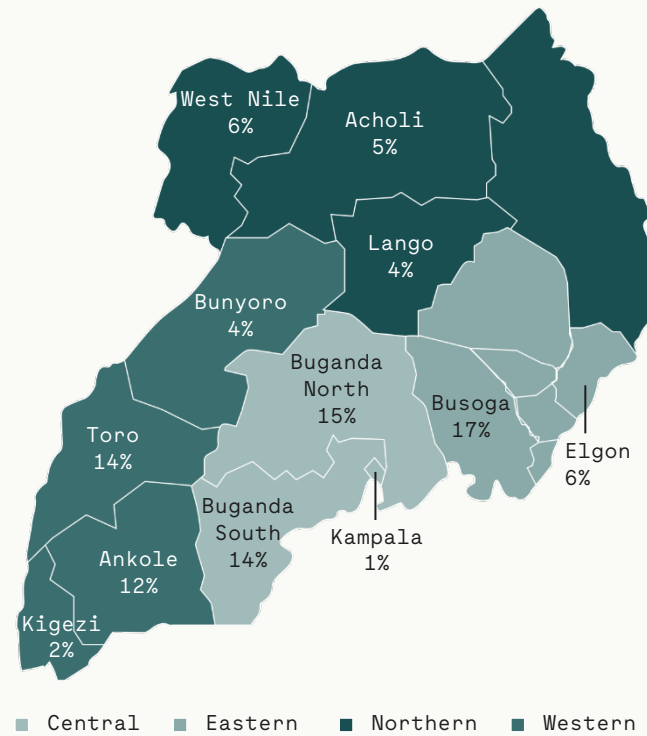 West Nile
6%
Acholi
5%
Lango
4%
Bunyoro
4%
Buganda
North
15%
Busoga
17%
Toro
14%
Elgon
6%
Buganda
South
14%
Kampala
1%
Ankole
12%
Kigezi
2%
Central
Eastern
Northern
Western